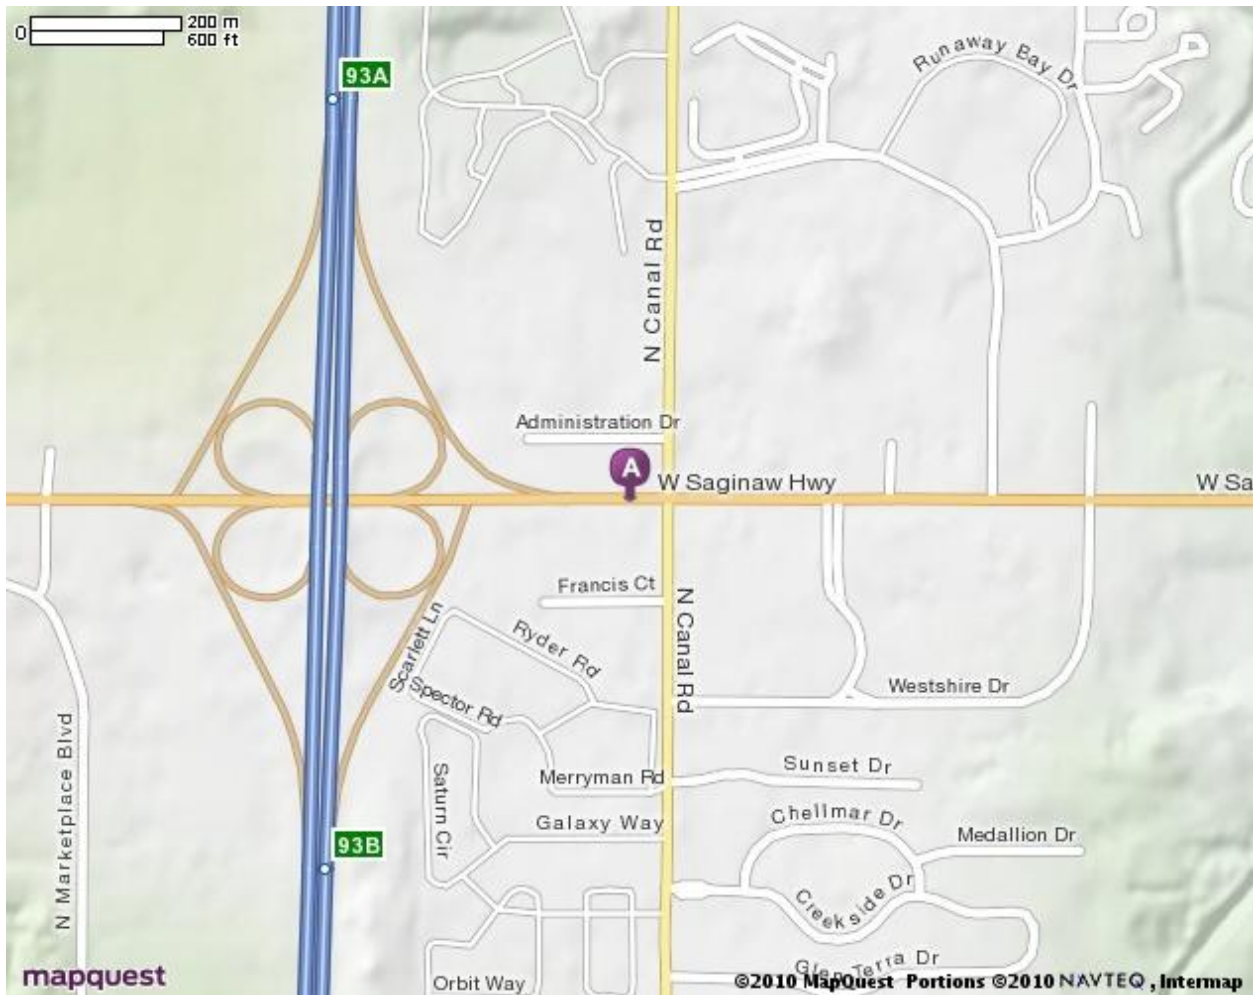 0
200 m
600 ft
93A
Runaway Bay Dr
N Canal Rd
Administration Dr
A
W Saginaw Hwy
W Sa
Francis Ct
N Canal Rd
Scarlett Ln
Ryder Rd
Spector Rd
Westshire Dr
N Marketplace Blvd
Saturn Cir
Merryman Rd
Sunset Dr
Galaxy Way
Chellmar Dr
Medallion Dr
93B
Creekside Dr
Glen Terra Dr
Orbit Way
mapquest
©2010 MapQuest Portions ©2010 NAVTEQ, Intermap